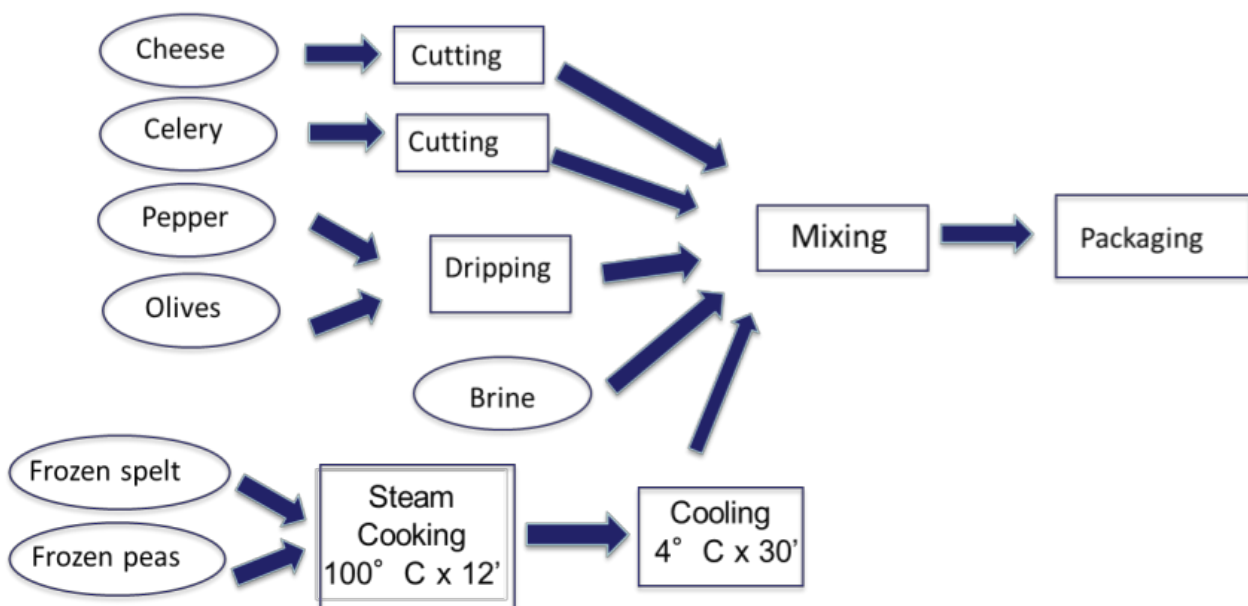 Cheese
Cutting
Celery
Cutting
Pepper
Olives
Dripping
Mixing
Packaging
Brine
Frozen spelt
Frozen peas
Steam
Cooking
100° C x 12’
Cooling
4° C x 30’